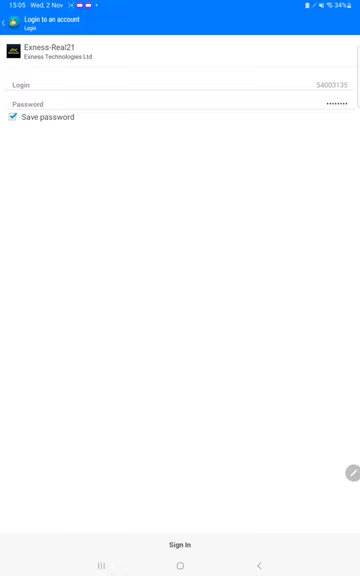 15:05 Wed, 2 Nov 34%
Login to an account
Login
Exness-Real21
Exness Technologies Ltd
Login 54003135
Password ••••••••
Save password
Sign In